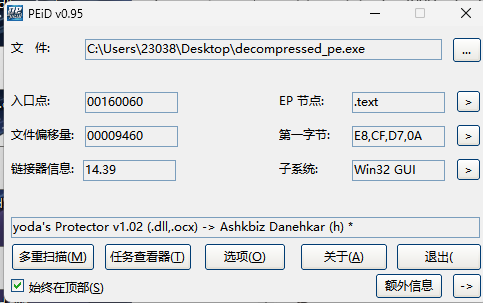 PEiD v0.95
文 件: C:\Users\23038\Desktop\decompressed_pe.exe ...
入口点: 00160060 EP 节点: .text >
文件偏移量: 00009460 第一字节: E8,CF,D7,0A >
链接器信息: 14.39 子系统: Win32 GUI >
yoda's Protector v1.02 (.dll,.ocx) -> Ashkbiz Danehkar (h) *
多重扫描(M) 任务查看器(T) 选项(O) 关于(A) 退出(
始终在顶部(S) 额外信息 ->